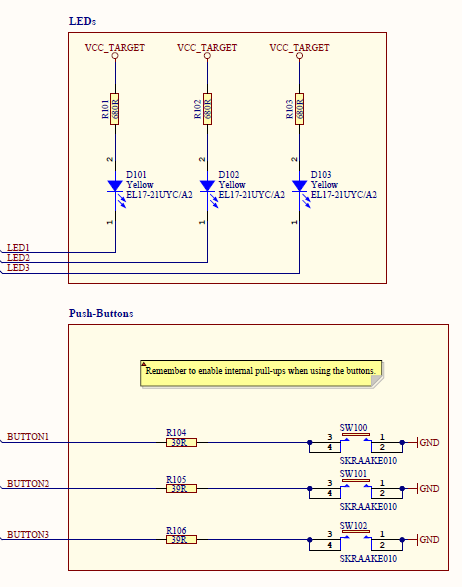 LEDs
VCC_TARGET VCC_TARGET VCC_TARGET
R101 680R R102 680R R103 680R
2 2 2
D101 D102 D103
Yellow Yellow Yellow
EL17-21UYC/A2 EL17-21UYC/A2 EL17-21UYC/A2
1 1 1
LED1
LED2
LED3
Push-Buttons
Remember to enable internal pull-ups when using the buttons.
R104 SW100
BUTTON1 39R 3 1 GND
4 2
SKRAAKE010
R105 SW101
BUTTON2 39R 3 1 GND
4 2
SKRAAKE010
R106 SW102
BUTTON3 39R 3 1 GND
4 2
SKRAAKE010